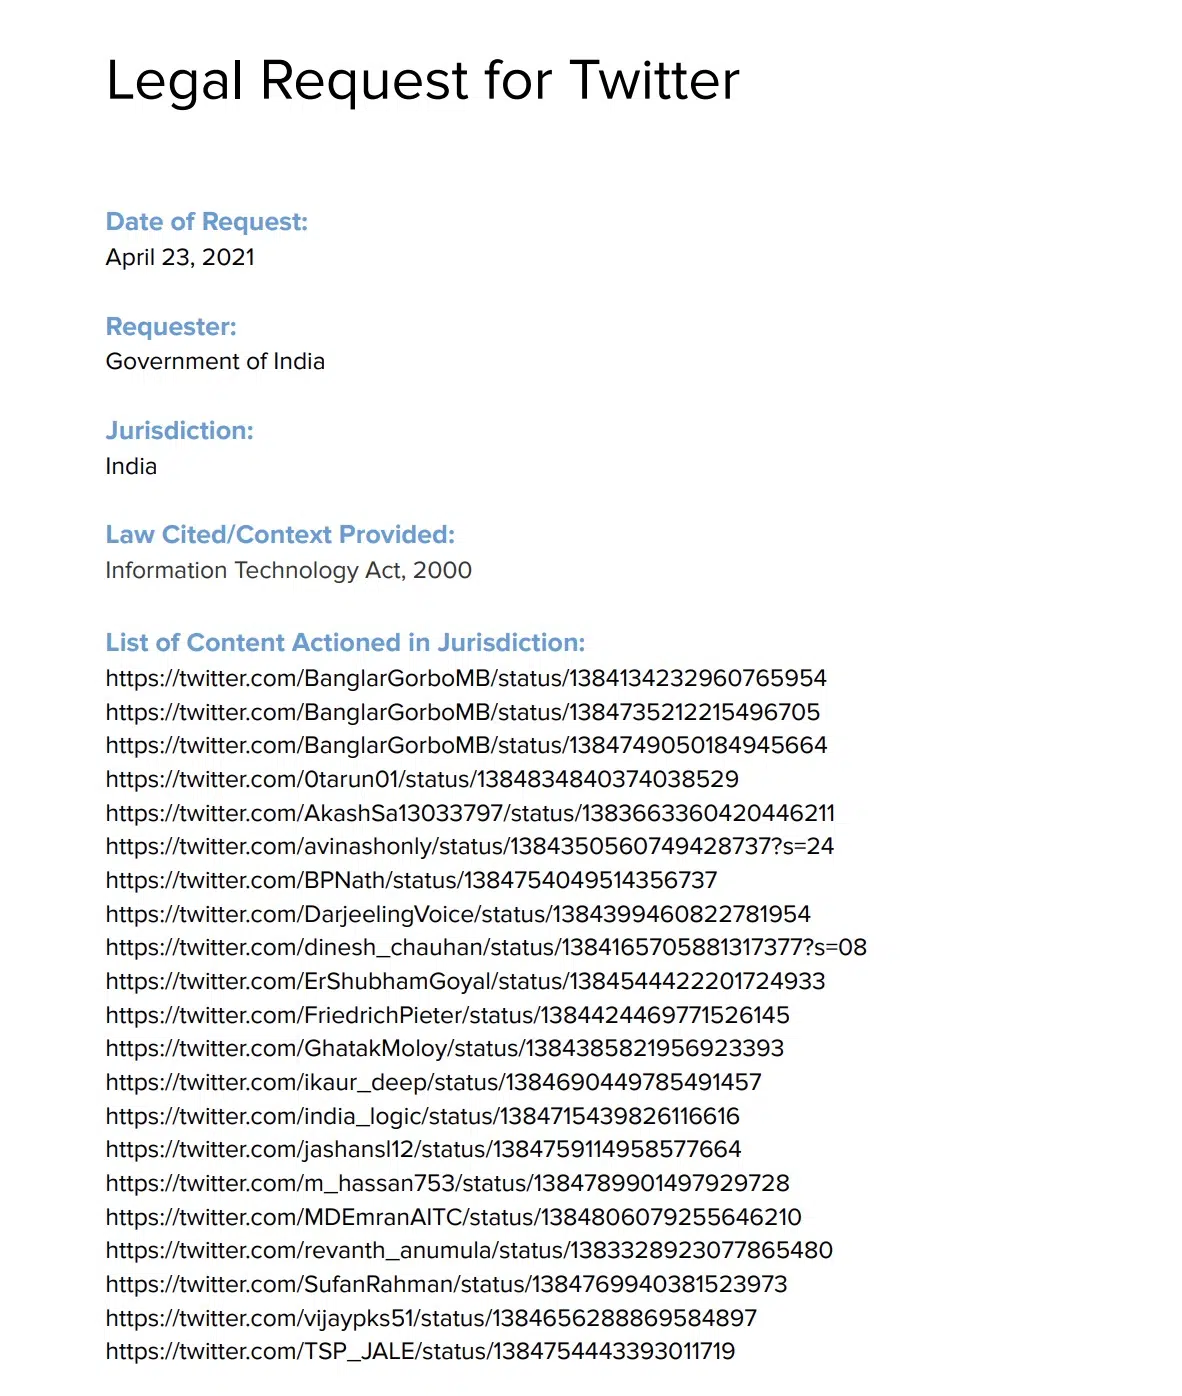 Legal Request for Twitter
Date of Request:
April 23, 2021
Requester:
Government of India
Jurisdiction:
India
Law Cited/Context Provided:
Information Technology Act, 2000
List of Content Actioned in Jurisdiction:
https://twitter.com/BanglarGorboMB/status/1384134232960765954
https://twitter.com/BanglarGorboMB/status/1384735212215496705
https://twitter.com/BanglarGorboMB/status/1384749050184945664
https://twitter.com/0tarun01/status/1384834840374038529
https://twitter.com/AkashSa13033797/status/1383663360420446211
https://twitter.com/avinashonly/status/1384350560749428737?s=24
https://twitter.com/BPNath/status/1384754049514356737
https://twitter.com/DarjeelingVoice/status/1384399460822781954
https://twitter.com/dinesh_chauhan/status/1384165705881317377?s=08
https://twitter.com/ErShubhamGoyal/status/1384544422201724933
https://twitter.com/FriedrichPieter/status/1384424469771526145
https://twitter.com/GhatakMoloy/status/1384385821956923393
https://twitter.com/ikaur_deep/status/1384690449785491457
https://twitter.com/india_logic/status/1384715439826116616
https://twitter.com/jashansl12/status/1384759114958577664
https://twitter.com/m_hassan753/status/1384789901497929728
https://twitter.com/MDEmranAITC/status/1384806079255646210
https://twitter.com/revanth_anumula/status/1383328923077865480
https://twitter.com/SufanRahman/status/1384769940381523973
https://twitter.com/vijaypks51/status/1384656288869584897
https://twitter.com/TSP_JALE/status/1384754443393011719